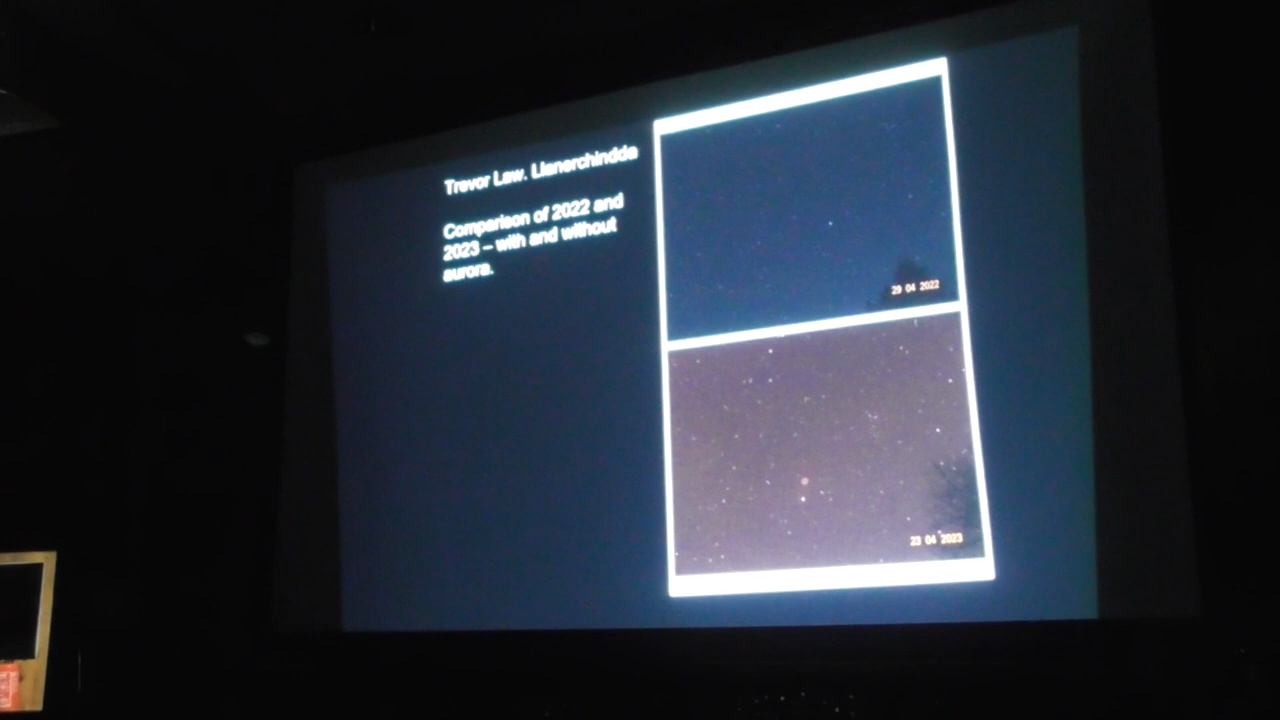 Trevor Law. Llanerchindda
Comparison of 2022 and
2023 – with and without
aurora.
29 04 2022
23 04 2023